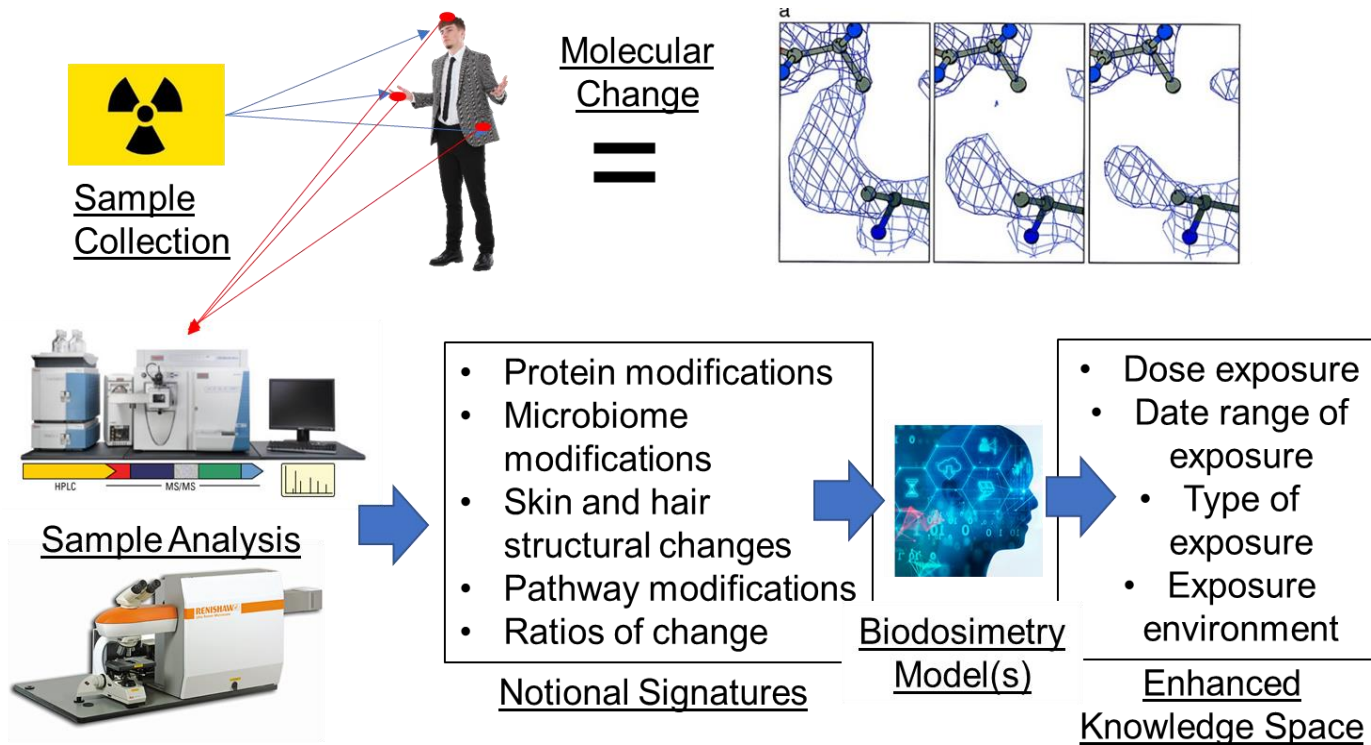 a
Molecular
Change
=
Sample
Collection
HPLC
MS/MS
Sample Analysis
RENISHAW
• Protein modifications
• Microbiome
modifications
• Skin and hair
structural changes
• Pathway modifications
• Ratios of change
Notional Signatures
Biodosimetry
Model(s)
• Dose exposure
• Date range of
exposure
• Type of
exposure
• Exposure
environment
Enhanced
Knowledge Space